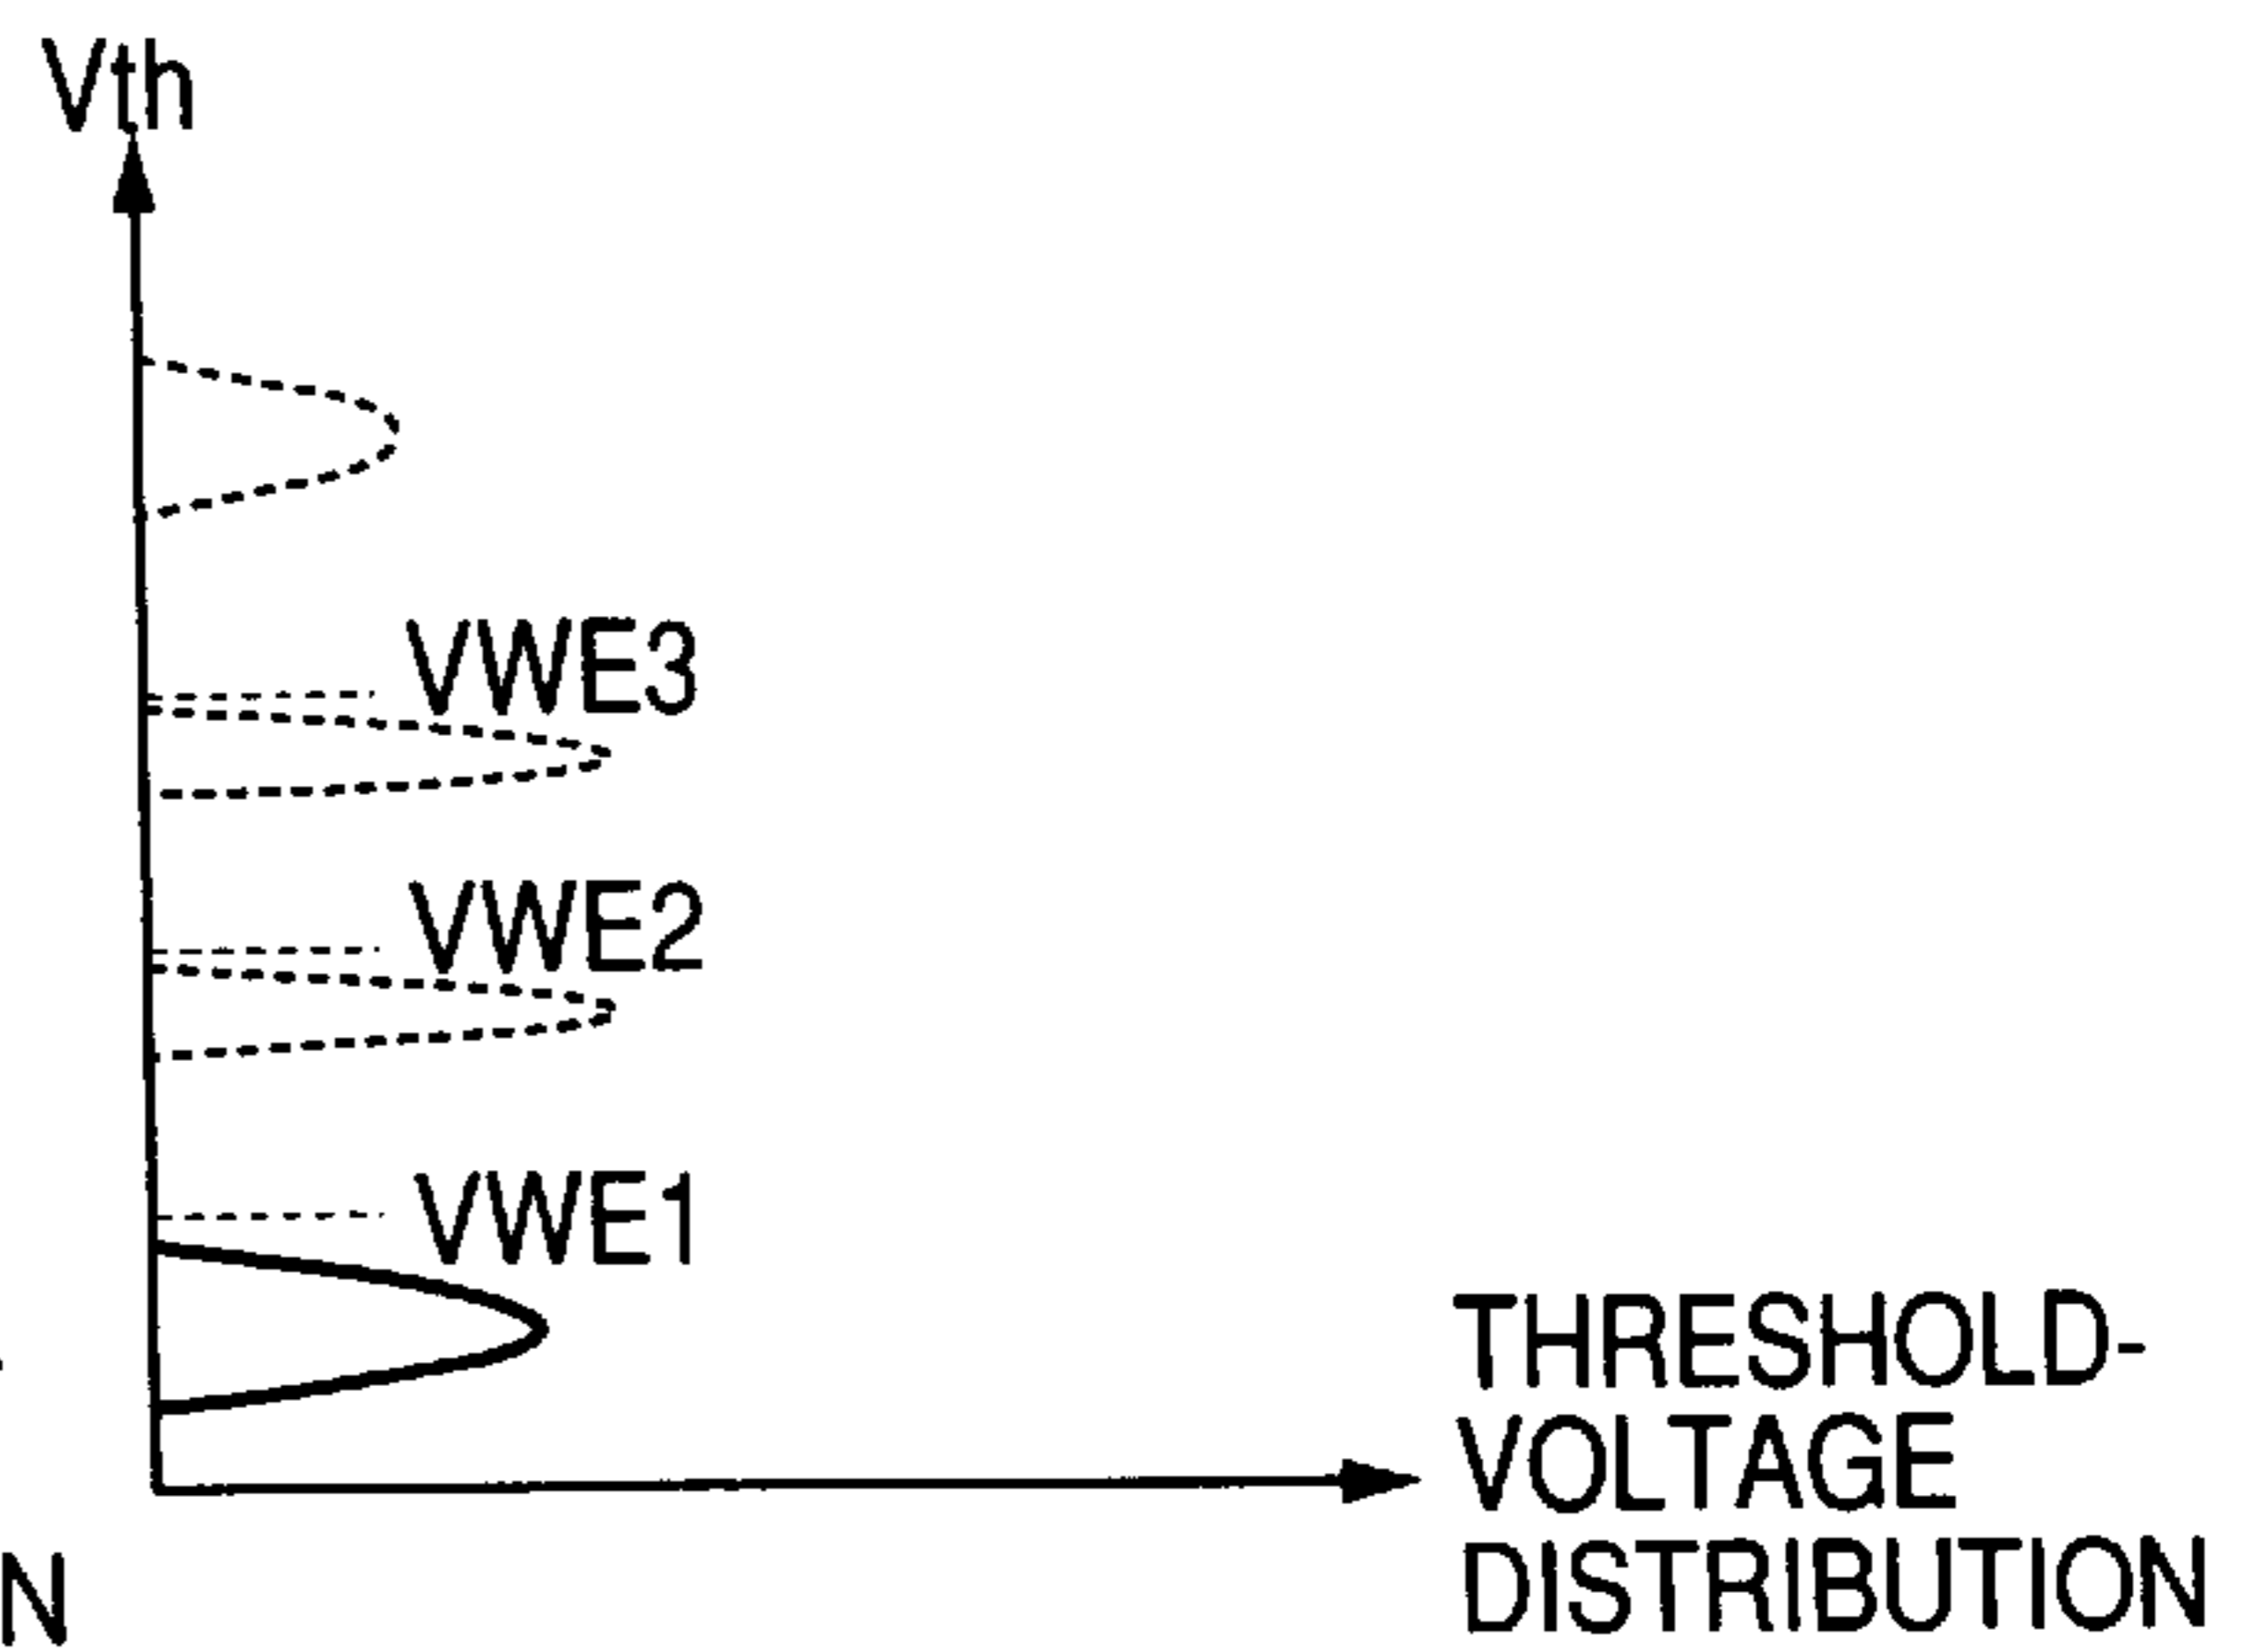 Vth
VWE3
VWE2
VWE1
THRESHOLD-
VOLTAGE
DISTRIBUTION
N